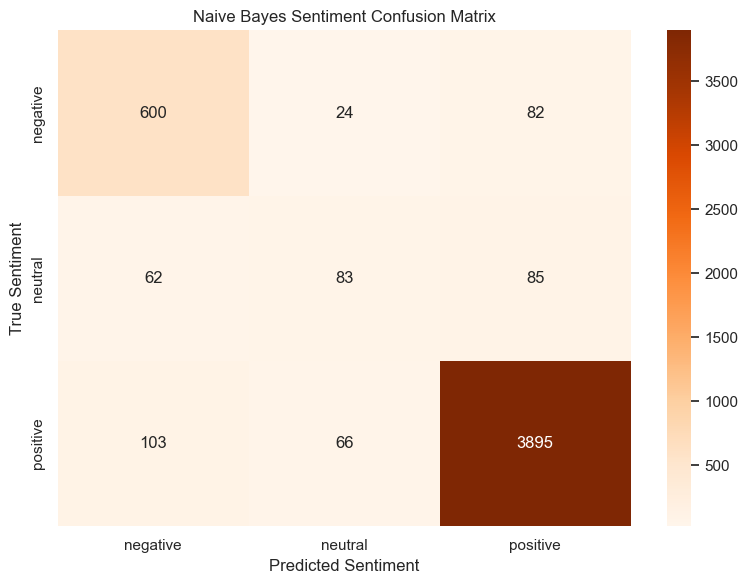 Naive Bayes Sentiment Confusion Matrix
True Sentiment
negative
neutral
positive
600 24 82
62 83 85
103 66 3895
negative neutral positive
Predicted Sentiment
3500
3000
2500
2000
1500
1000
500